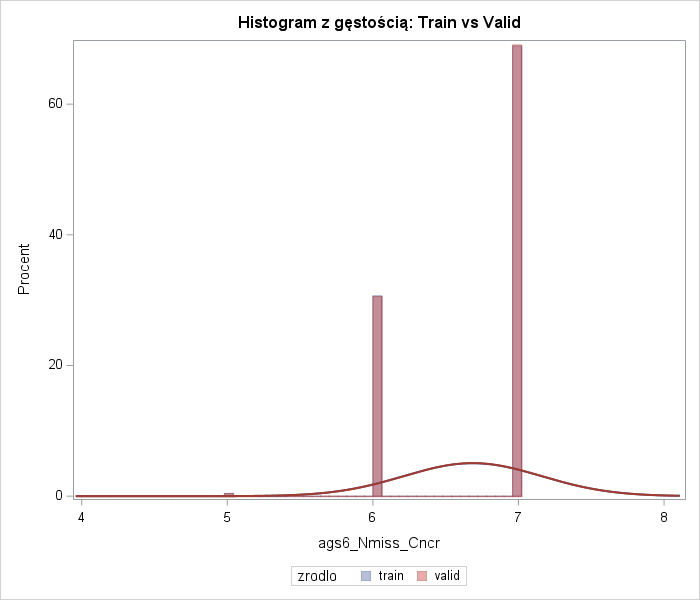 Histogram z gęstością: Train vs Valid
Procent
60
40
20
0
4 5 6 7 8
ags6_Nmiss_Cncr
zrodlo train valid